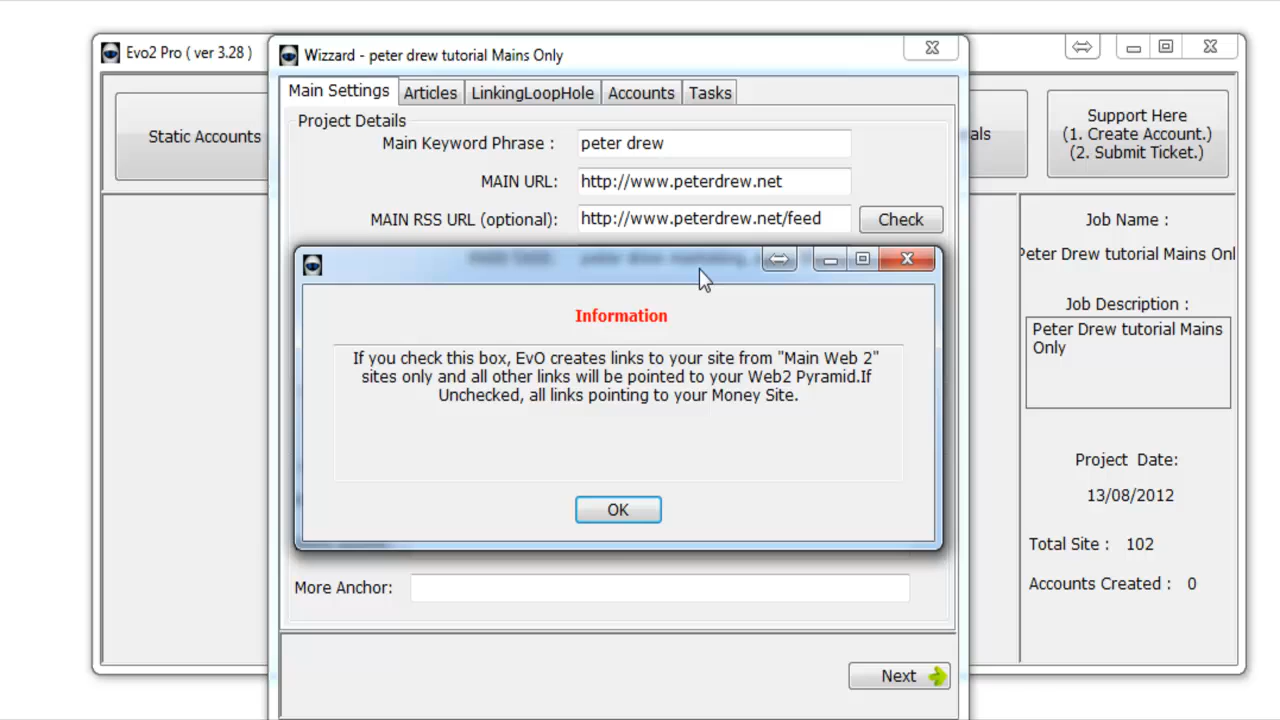 Evo2 Pro ( ver 3.28 )
Wizzard - peter drew tutorial Mains Only
Static Accounts
als
Support Here
(1. Create Account.)
(2. Submit Ticket.)
Main Settings
Articles
LinkingLoopHole
Accounts
Tasks
Project Details
Main Keyword Phrase :
peter drew
MAIN URL:
http://www.peterdrew.net
MAIN RSS URL (optional):
http://www.peterdrew.net/feed
Check
Information
If you check this box, EvO creates links to your site from "Main Web 2"
sites only and all other links will be pointed to your Web2 Pyramid.If
Unchecked, all links pointing to your Money Site.
OK
More Anchor:
Next
Job Name :
Peter Drew tutorial Mains Onl
Job Description :
Peter Drew tutorial Mains
Only
Project Date:
13/08/2012
Total Site : 102
Accounts Created : 0